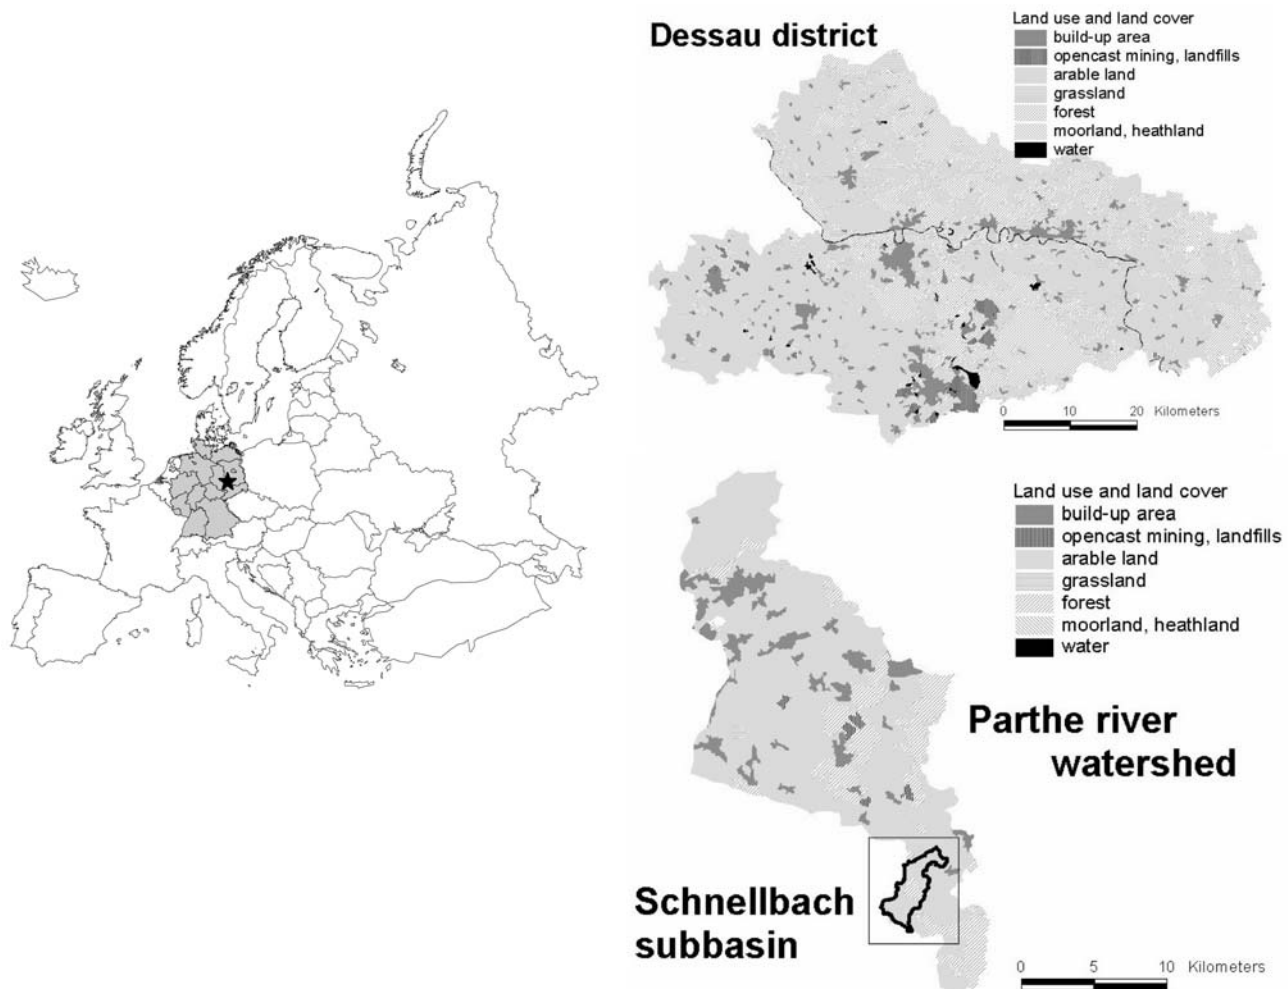 Dessau district
Land use and land cover
build-up area
opencast mining, landfills
arable land
grassland
forest
moorland, heathland
water
0 10 20 Kilometers
Land use and land cover
build-up area
opencast mining, landfills
arable land
grassland
forest
moorland, heathland
water
Parthe river
watershed
Schnellbach
subbasin
0 5 10 Kilometers